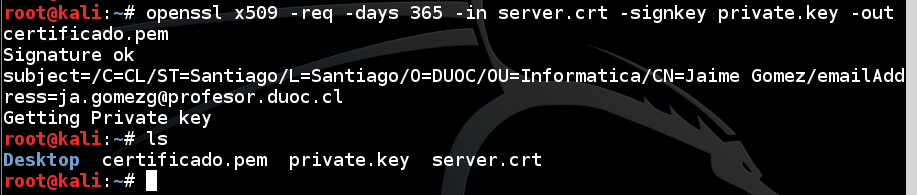 root@kali:~# openssl x509 -req -days 365 -in server.crt -signkey private.key -out
certificado.pem
Signature ok
subject=/C=CL/ST=Santiago/L=Santiago/O=DUOC/OU=Informatica/CN=Jaime Gomez/emailAdd
ress=ja.gomezg@profesor.duoc.cl
Getting Private key
root@kali:~# ls
Desktop  certificado.pem  private.key  server.crt
root@kali:~#